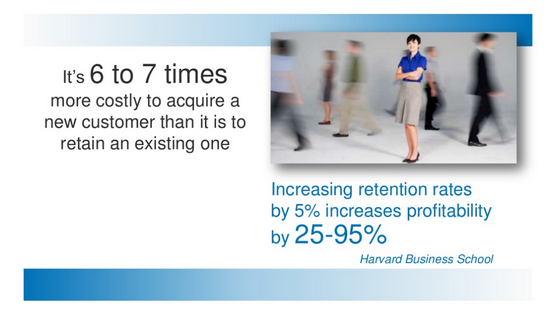 It's 6 to 7 times
more costly to acquire a
new customer than it is to
retain an existing one
Increasing retention rates
by 5% increases profitability
by 25-95%
Harvard Business School